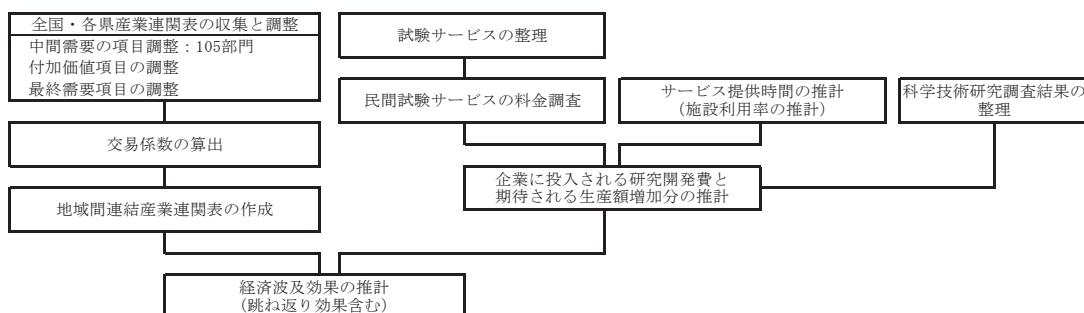 全国・各県産業連関表の収集と調整
中間需要の項目調整：105部門
付加価値項目の調整
最終需要項目の調整
試験サービスの整理
民間試験サービスの料金調査
サービス提供時間の推計
(施設利用率の推計)
科学技術研究調査結果の
整理
交易係数の算出
企業に投入される研究開発費と
期待される生産額増加分の推計
地域間連結産業連関表の作成
経済波及効果の推計
(跳ね返り効果含む)